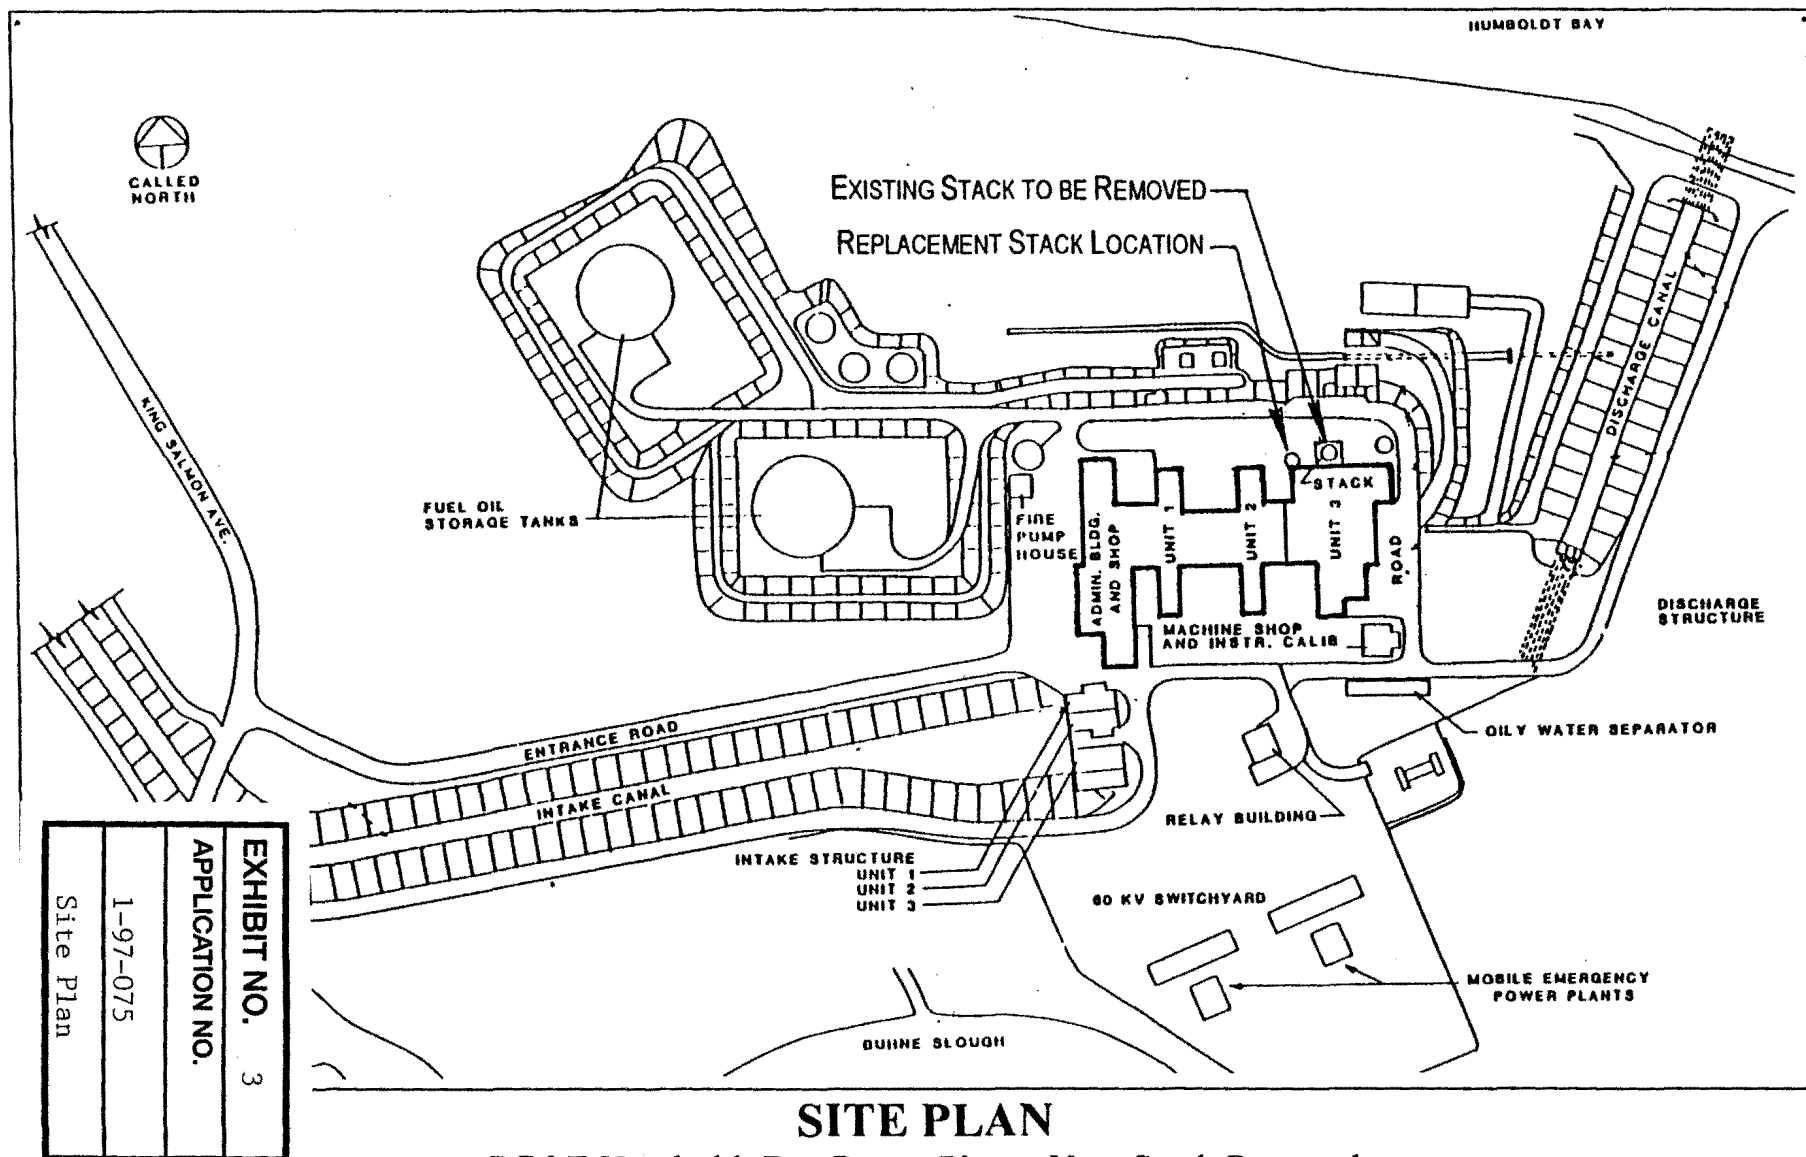 HUMBOLDT BAY
CALLED
NORTH
EXISTING STACK TO BE REMOVED
REPLACEMENT STACK LOCATION
DISCHARGE CANAL
KING SALMON AVE.
FUEL OIL
STORAGE TANKS
FIRE
PUMP
HOUSE
ADMIN. BLDG.
AND SHOP
UNIT 1
UNIT 2
STACK
UNIT 3
ROAD
MACHINE SHOP
AND INSTR. CALIB
DISCHARGE
STRUCTURE
ENTRANCE ROAD
INTAKE CANAL
OILY WATER SEPARATOR
RELAY BUILDING
INTAKE STRUCTURE
UNIT 1
UNIT 2
UNIT 3
60 KV SWITCHYARD
MOBILE EMERGENCY
POWER PLANTS
BUHNE SLOUGH
EXHIBIT NO. 3
APPLICATION NO.
1-97-075
Site Plan
SITE PLAN